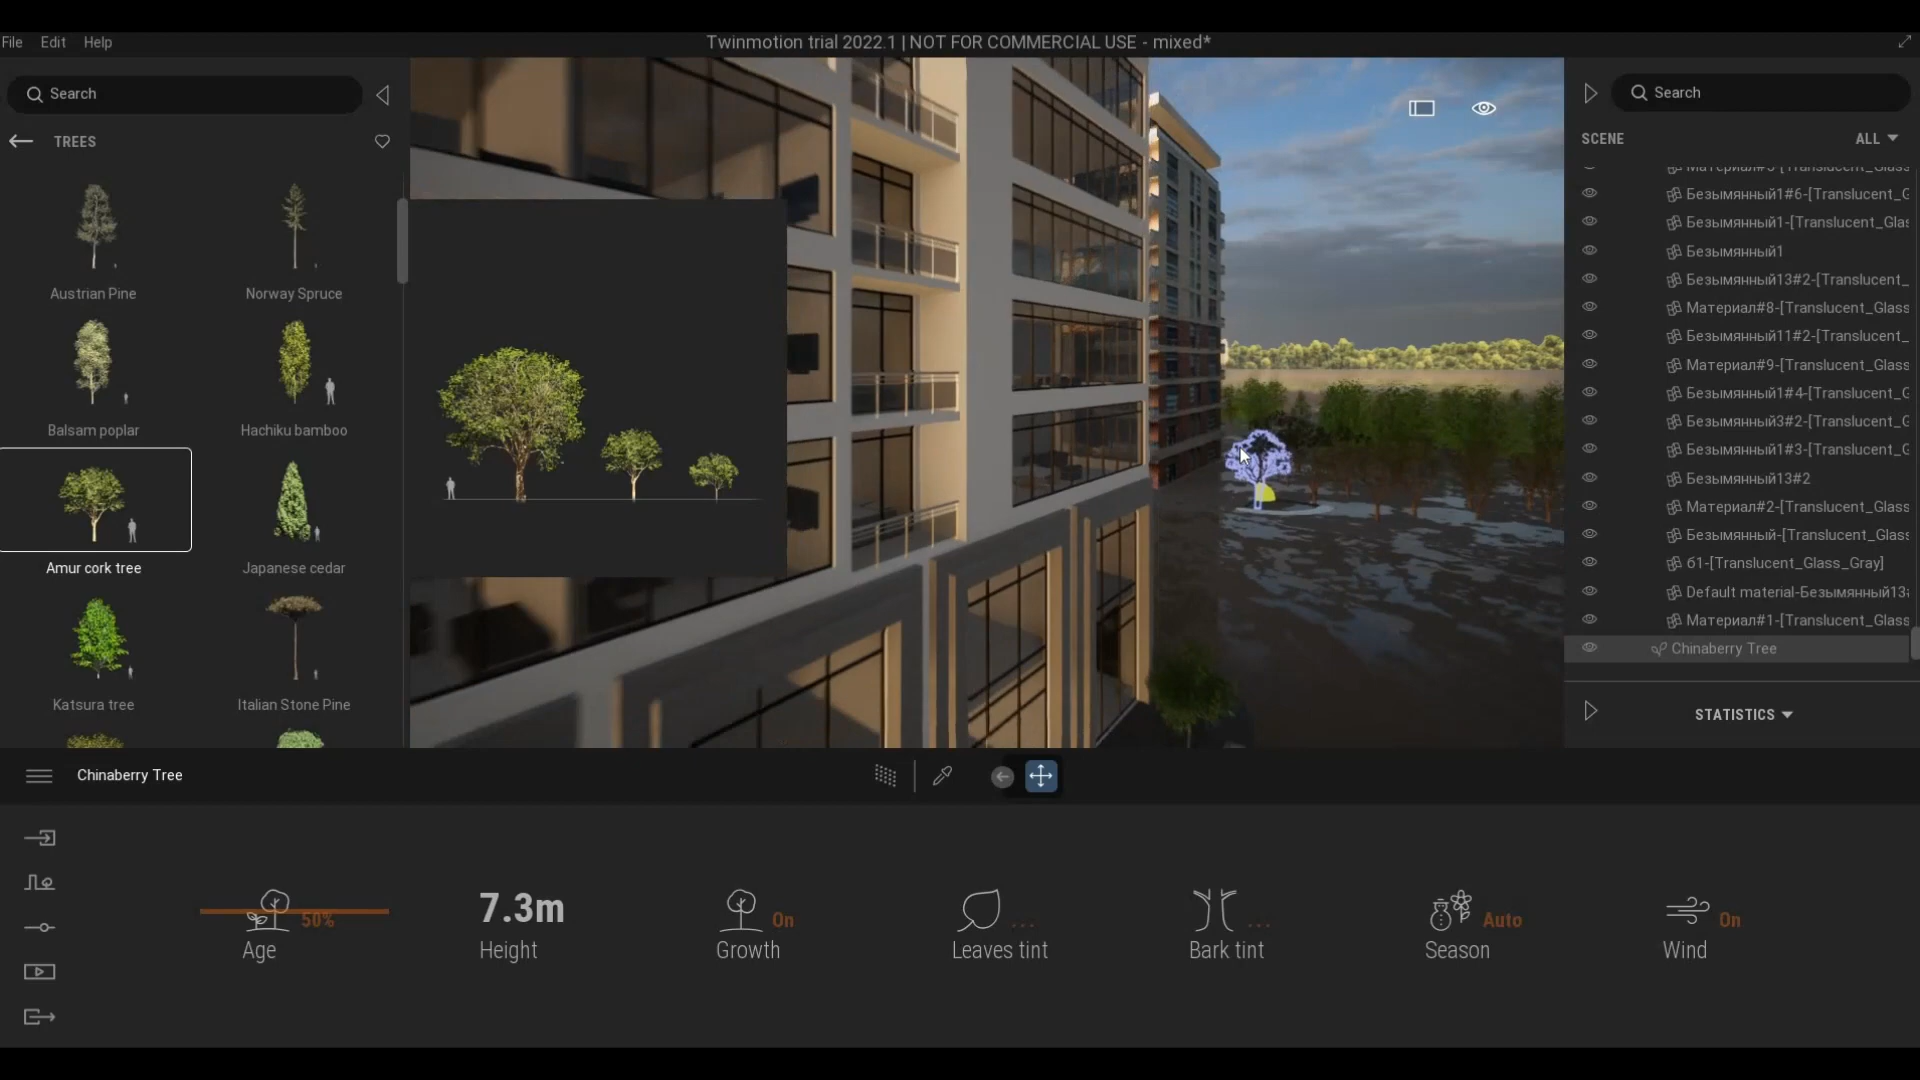 File Edit Help
Twinmotion trial 2022.1 | NOT FOR COMMERCIAL USE - mixed*
Search
TREES
Austrian Pine
Norway Spruce
Balsam poplar
Hachiku bamboo
Amur cork tree
Japanese cedar
Katsura tree
Italian Stone Pine
Search
SCENE
ALL
Безымянный1#6-[Translucent_G
Безымянный1-[Translucent_Glas
Безымянный1
Безымянный13#2-[Translucent_
Материал#8-[Translucent_Glass
Безымянный11#2-[Translucent_
Материал#9-[Translucent_Glass
Безымянный1#4-[Translucent_G
Безымянный3#2-[Translucent_G
Безымянный1#3-[Translucent_G
Безымянный13#2
Материал#2-[Translucent_Glass
Безымянный-[Translucent_Glass
61-[Translucent_Glass_Gray]
Default material-Безымянный13#
Материал#1-[Translucent_Glass
Chinaberry Tree
STATISTICS
Chinaberry Tree
50%
Age
7.3m
Height
On
Growth
...
Leaves tint
...
Bark tint
Auto
Season
On
Wind